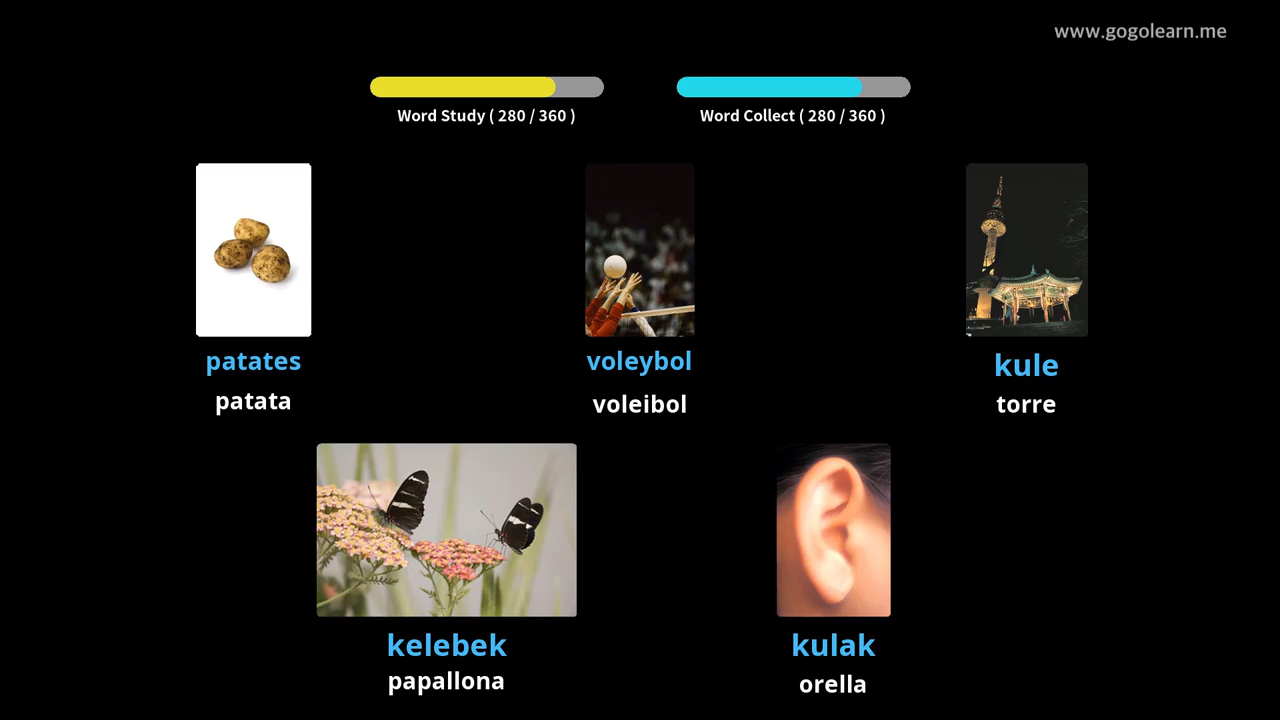 www.gogolearn.me
Word Study ( 280 / 360 )
Word Collect ( 280 / 360 )
patates
patata
voleybol
voleibol
kule
torre
kelebek
papallona
kulak
orella